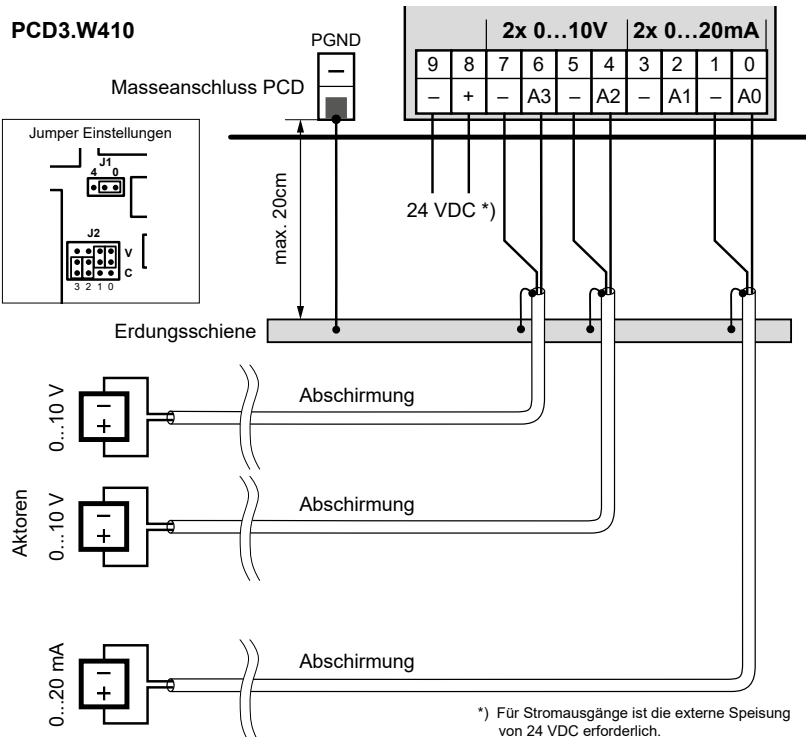 PCD3.W410
PGND
2x 0…10V 2x 0…20mA
–
9 8 7 6 5 4 3 2 1 0
– + – A3 – A2 – A1 – A0
Masseanschluss PCD
Jumper Einstellungen
J1
4 0
J2
V
C
3 2 1 0
max. 20cm
24 VDC *)
Erdungsschiene
Aktoren
0...10 V
–
+
Abschirmung
0...10 V
–
+
Abschirmung
0...20 mA
–
+
Abschirmung
*) Für Stromausgänge ist die externe Speisung
von 24 VDC erforderlich.